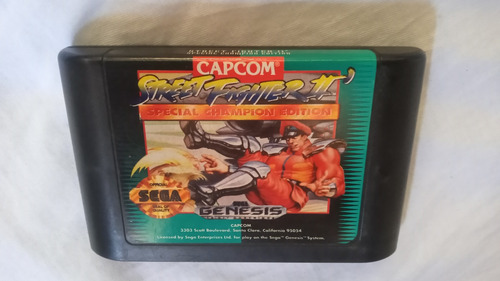 CAPCOM
STREET FIGHTER II'
SPECIAL CHAMPION EDITION
SEGA
GENESIS
CAPCOM
3303 Scott Boulevard, Santa Clara, California 95054
Licensed by Sega Enterprises Ltd. for play on the Sega™ Genesis™ System.